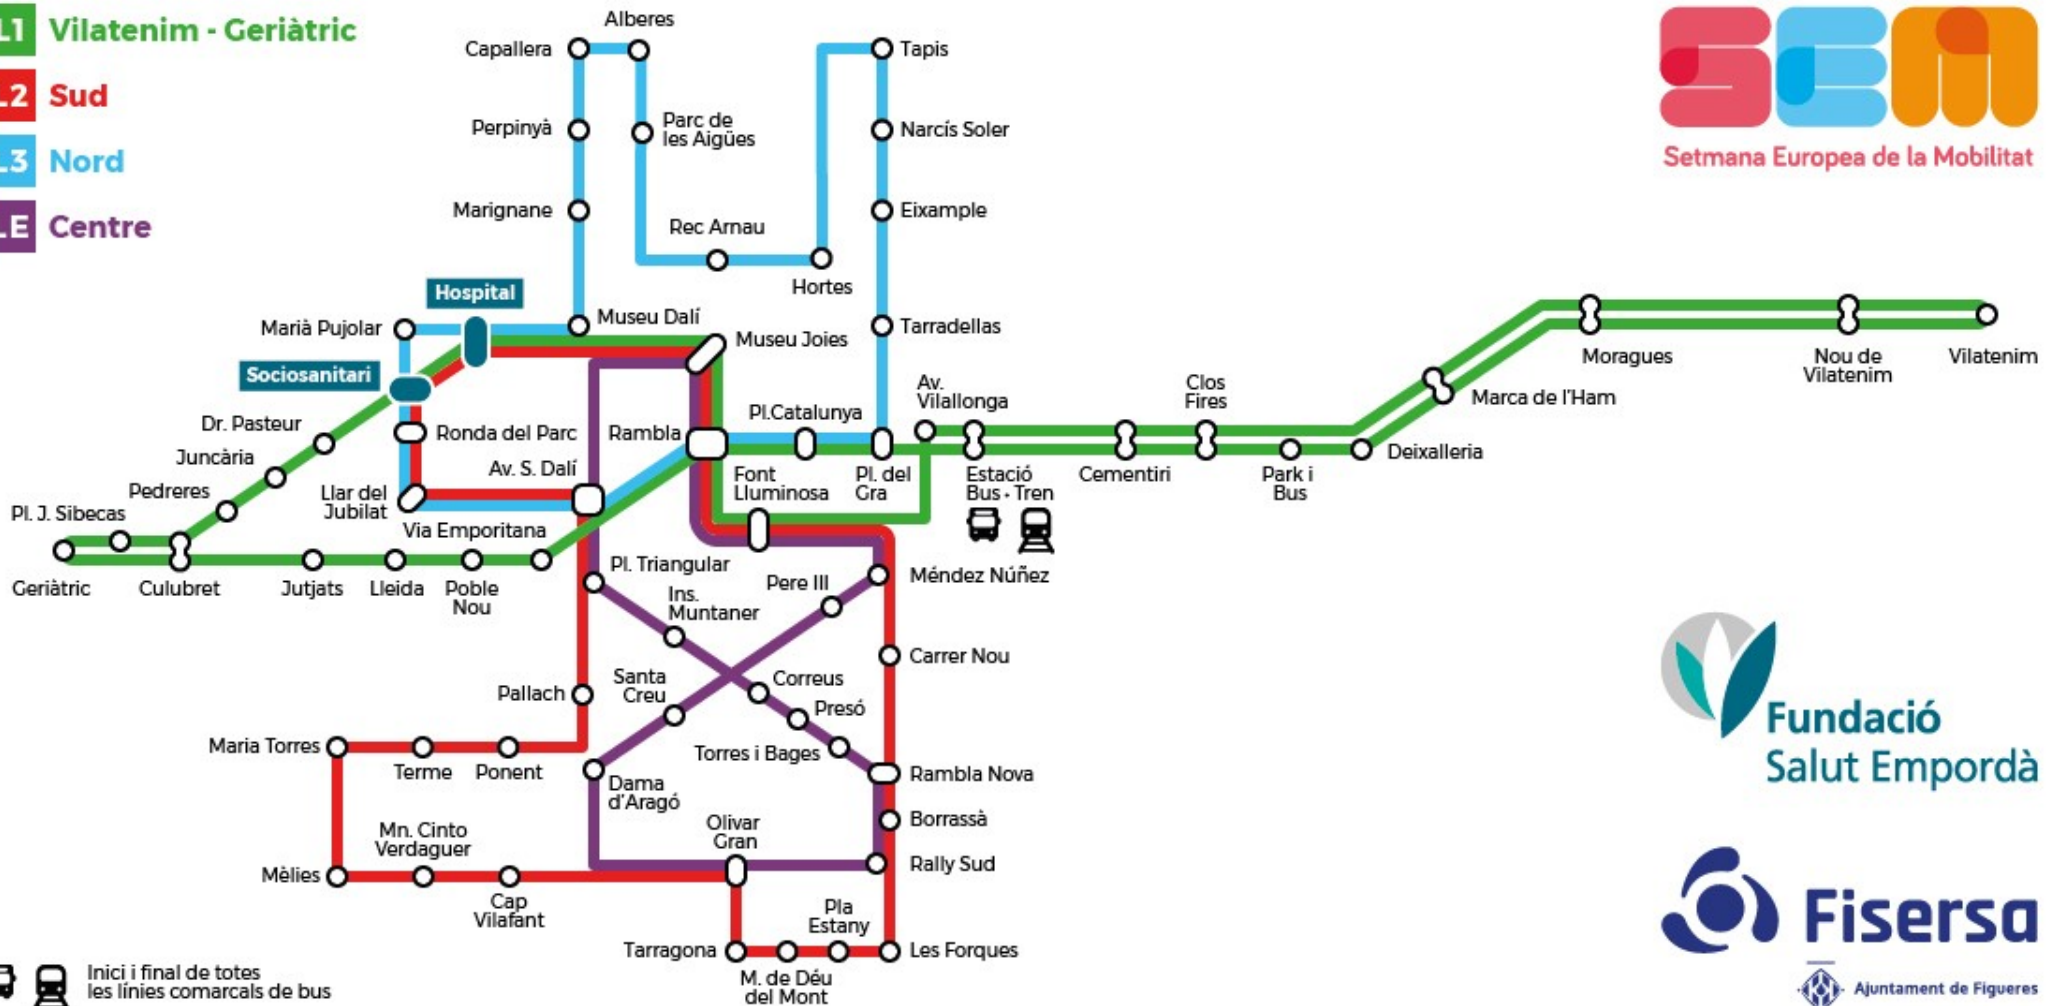 L1 Vilatenim - Geriàtric
L2 Sud
L3 Nord
LE Centre
Alberes
Capallera
Tapis
Perpinyà
Parc de
les Aigües
Narcís Soler
Marignane
Rec Arnau
Eixample
Hortes
Hospital
Marià Pujolar
Museu Dalí
Museu Joies
Tarradellas
Sociosanitari
Dr. Pasteur
Juncària
Pedreres
Pl. J. Sibecas
Geriàtric
Culubret
Jutjats
Lleida
Poble
Nou
Via Emporitana
Llar del
Jubilat
Ronda del Parc
Av. S. Dalí
Rambla
Pl.Catalunya
Font
Lluminosa
Pl. del
Gra
Av.
Vilallonga
Estació
Bus · Tren
Cementiri
Clos
Fires
Park i
Bus
Deixalleria
Marca de l'Ham
Moragues
Nou de
Vilatenim
Vilatenim
Pl. Triangular
Ins.
Muntaner
Pere III
Méndez Núñez
Carrer Nou
Santa
Creu
Correus
Presó
Torres i Bages
Rambla Nova
Borrassà
Rally Sud
Pallach
Maria Torres
Terme
Ponent
Dama
d'Aragó
Olivar
Gran
Mn. Cinto
Verdaguer
Mèlies
Cap
Vilafant
Tarragona
M. de Déu
del Mont
Pla
Estany
Les Forques
Inici i final de totes
les línies comarcals de bus
SEM
Setmana Europea de la Mobilitat
Fundació
Salut Empordà
Fisersa
Ajuntament de Figueres